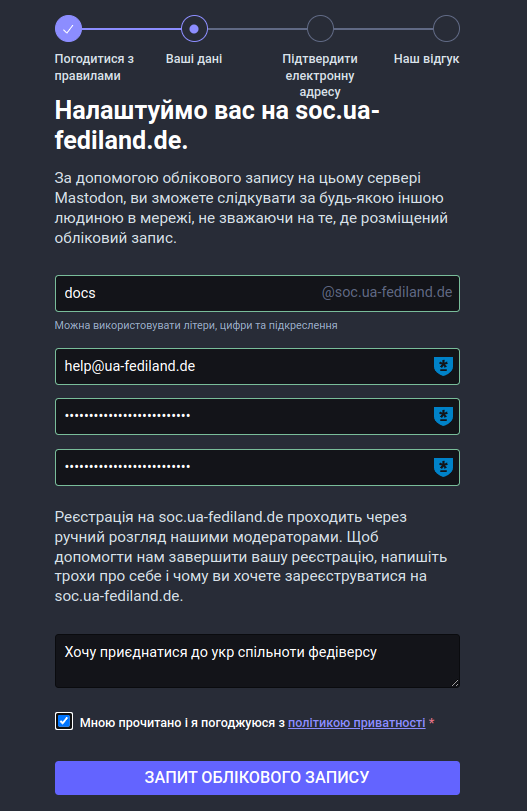 Погодитися з правилами
Ваші дані
Підтвердити електронну адресу
Наш відгук
Налаштуймо вас на soc.ua-
fediland.de.
За допомогою облікового запису на цьому сервері
Mastodon, ви зможете слідкувати за будь-якою іншою
людиною в мережі, не зважаючи на те, де розміщений
обліковий запис.
docs @soc.ua-fediland.de
Можна використовувати літери, цифри та підкреслення
help@ua-fediland.de
Реєстрація на soc.ua-fediland.de проходить через
ручний розгляд нашими модераторами. Щоб
допомогти нам завершити вашу реєстрацію, напишіть
трохи про себе і чому ви хочете зареєструватися на
soc.ua-fediland.de.
Хочу приєднатися до укр спільноти федіверсу
Мною прочитано і я погоджуюся з політикою приватності *
ЗАПИТ ОБЛІКОВОГО ЗАПИСУ